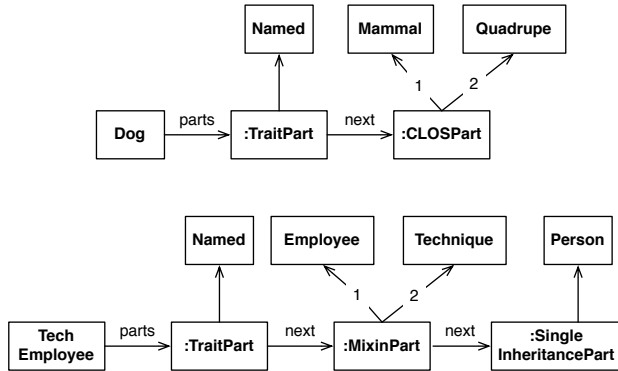 Named
Mammal
Quadrupe
1
2
Dog
parts
:TraitPart
next
:CLOSPart
Named
Employee
Technique
Person
1
2
Tech
Employee
parts
:TraitPart
next
:MixinPart
next
:Single
InheritancePart